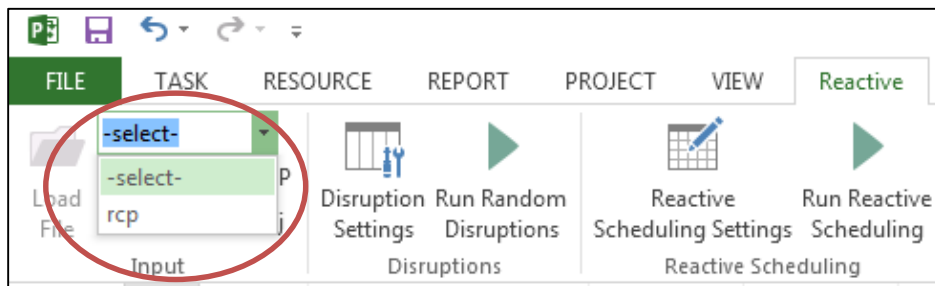 FILE TASK RESOURCE REPORT PROJECT VIEW Reactive
-select-
-select-
rcp
P
j
Load
File
Input
Disruption
Settings
Run Random
Disruptions
Disruptions
Reactive
Scheduling Settings
Run Reactive
Scheduling
Reactive Scheduling